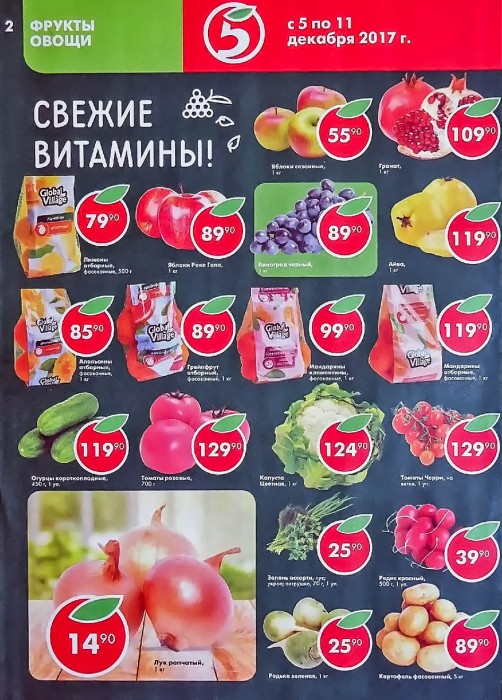 2
ФРУКТЫ
ОВОЩИ
5
с 5 по 11
декабря 2017 г.
СВЕЖИЕ
ВИТАМИНЫ!
55 90
Яблоки сезонные,
1 кг
109 90
Гранат,
1 кг
Global
Village
79 90
Лимоны
отборные,
фасованные, 500 г
89 90
Яблоки Роял Гала,
1 кг
89 90
Виноград черный,
1 кг
119 90
Айва,
1 кг
Global
Village
85 90
Апельсины
отборные,
фасованные,
1 кг
Global
Village
89 90
Грейпфрут
отборный,
фасованный, 1 кг
Global
Village
99 90
Мандарины
клементины,
фасованные, 1 кг
119 90
Мандарины
отборные,
фасованные,
1 кг
119 90
Огурцы короткоплодные,
450 г, 1 уп.
129 90
Томаты розовые,
700 г
124 90
Капуста
Цветная, 1 кг
129 90
Томаты Черри, на
ветке, 1 уп.
25 90
Зелень ассорти, лук,
укроп, петрушка, 70 г, 1 уп.
39 90
Редис красный,
500 г, 1 уп.
14 90
Лук репчатый,
1 кг
25 90
Редька зеленая, 1 кг
89 90
Картофель фасованный, 5 кг